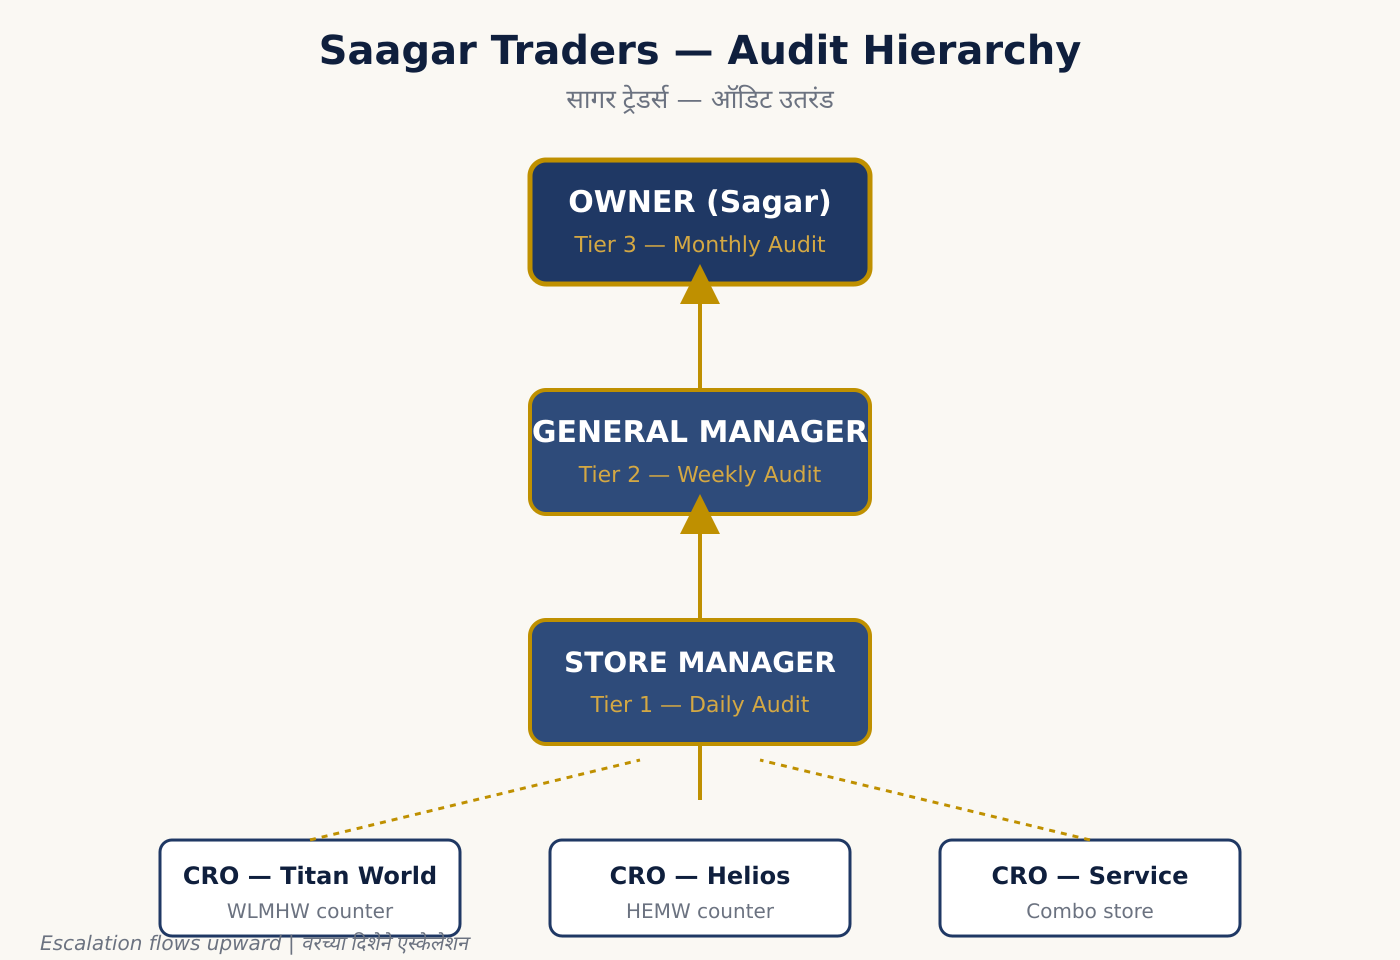 Saagar Traders — Audit Hierarchy
सागर ट्रेडर्स — ऑडिट उतरंड
OWNER (Sagar)
Tier 3 — Monthly Audit
GENERAL MANAGER
Tier 2 — Weekly Audit
STORE MANAGER
Tier 1 — Daily Audit
CRO — Titan World
WLMHW counter
CRO — Helios
HEMW counter
CRO — Service
Combo store
Escalation flows upward | वरच्या दिशेने एस्केलेशन